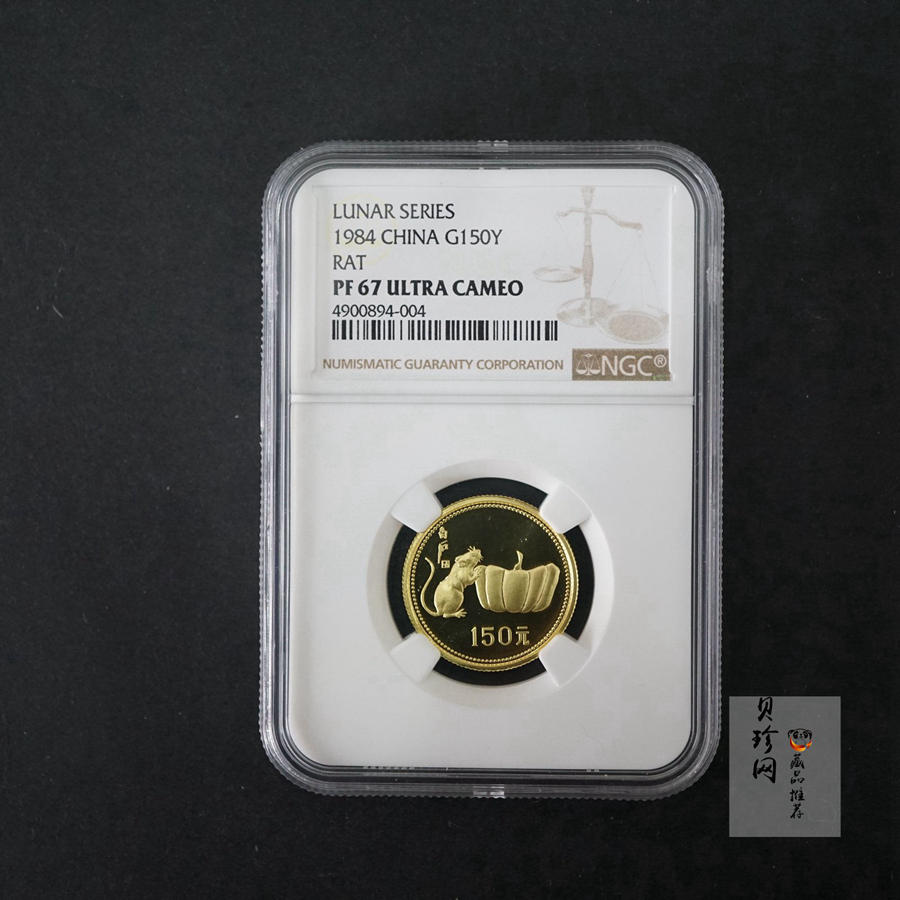 LUNAR SERIES
1984 CHINA G150Y
RAT
PF 67 ULTRA CAMEO
4900894-004
NUMISMATIC GUARANTY CORPORATION
NGC®
150元
贝珍网
藏品推荐